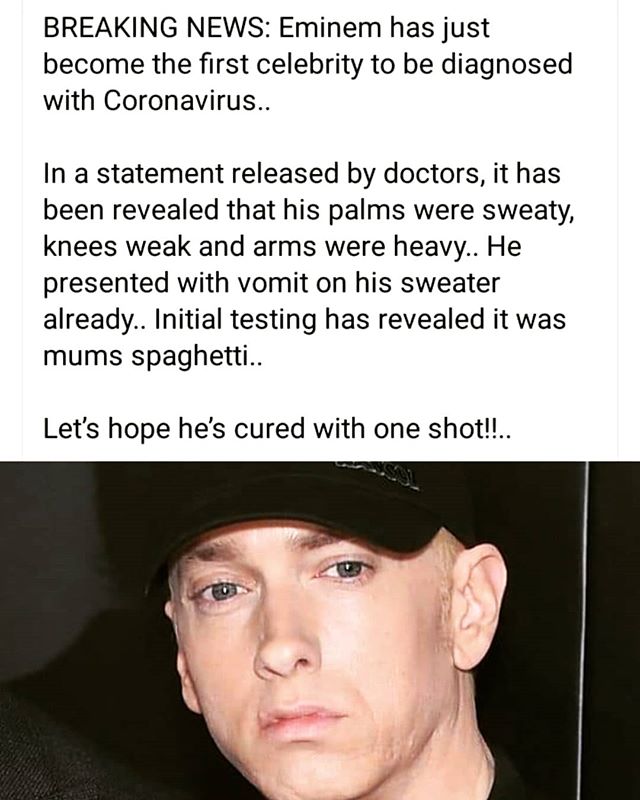 BREAKING NEWS: Eminem has just
become the first celebrity to be diagnosed
with Coronavirus..
In a statement released by doctors, it has
been revealed that his palms were sweaty,
knees weak and arms were heavy.. He
presented with vomit on his sweater
already.. Initial testing has revealed it was
mums spaghetti..
Let's hope he's cured with one shot!!..